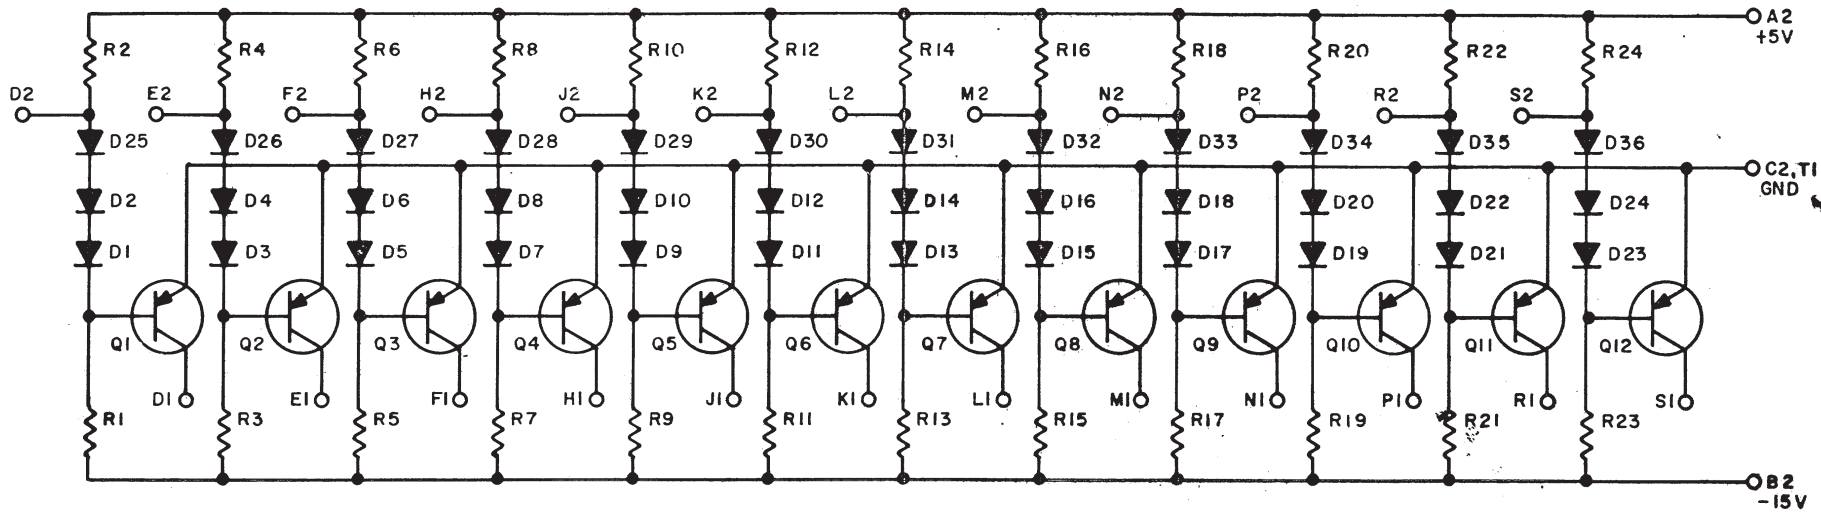 R2 R4 R6 R8 R10 R12 R14 R16 R18 R20 R22 R24 A2
+5V
D2 E2 F2 H2 J2 K2 L2 M2 N2 P2 R2 S2
D25 D26 D27 D28 D29 D30 D31 D32 D33 D34 D35 D36
C2,T1
GND
D2 D4 D6 D8 D10 D12 D14 D16 D18 D20 D22 D24
D1 D3 D5 D7 D9 D11 D13 D15 D17 D19 D21 D23
Q1 Q2 Q3 Q4 Q5 Q6 Q7 Q8 Q9 Q10 Q11 Q12
D1 E1 F1 H1 J1 K1 L1 M1 N1 P1 R1 S1
R1 R3 R5 R7 R9 R11 R13 R15 R17 R19 R21 R23
B2
-15V